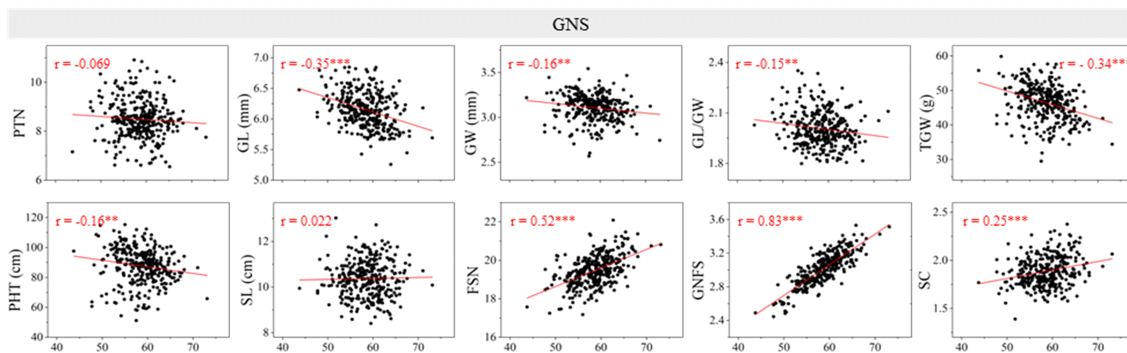 GNS
PTN
10
8
6
r = -0.069
GL (mm)
7.0
6.5
6.0
5.5
5.0
r = -0.35***
GW (mm)
3.5
3.0
2.5
r = -0.16**
GL/GW
2.4
2.1
1.8
r = -0.15**
TGW (g)
60
50
40
30
r = - 0.34***
PHT (cm)
120
100
80
60
40
r = -0.16**
40 50 60 70
SL (cm)
12
10
8
r = 0.022
40 50 60 70
FSN
22
20
18
16
r = 0.52***
40 50 60 70
GNFS
3.6
3.0
2.4
r = 0.83***
40 50 60 70
SC
2.5
2.0
1.5
r = 0.25***
40 50 60 70